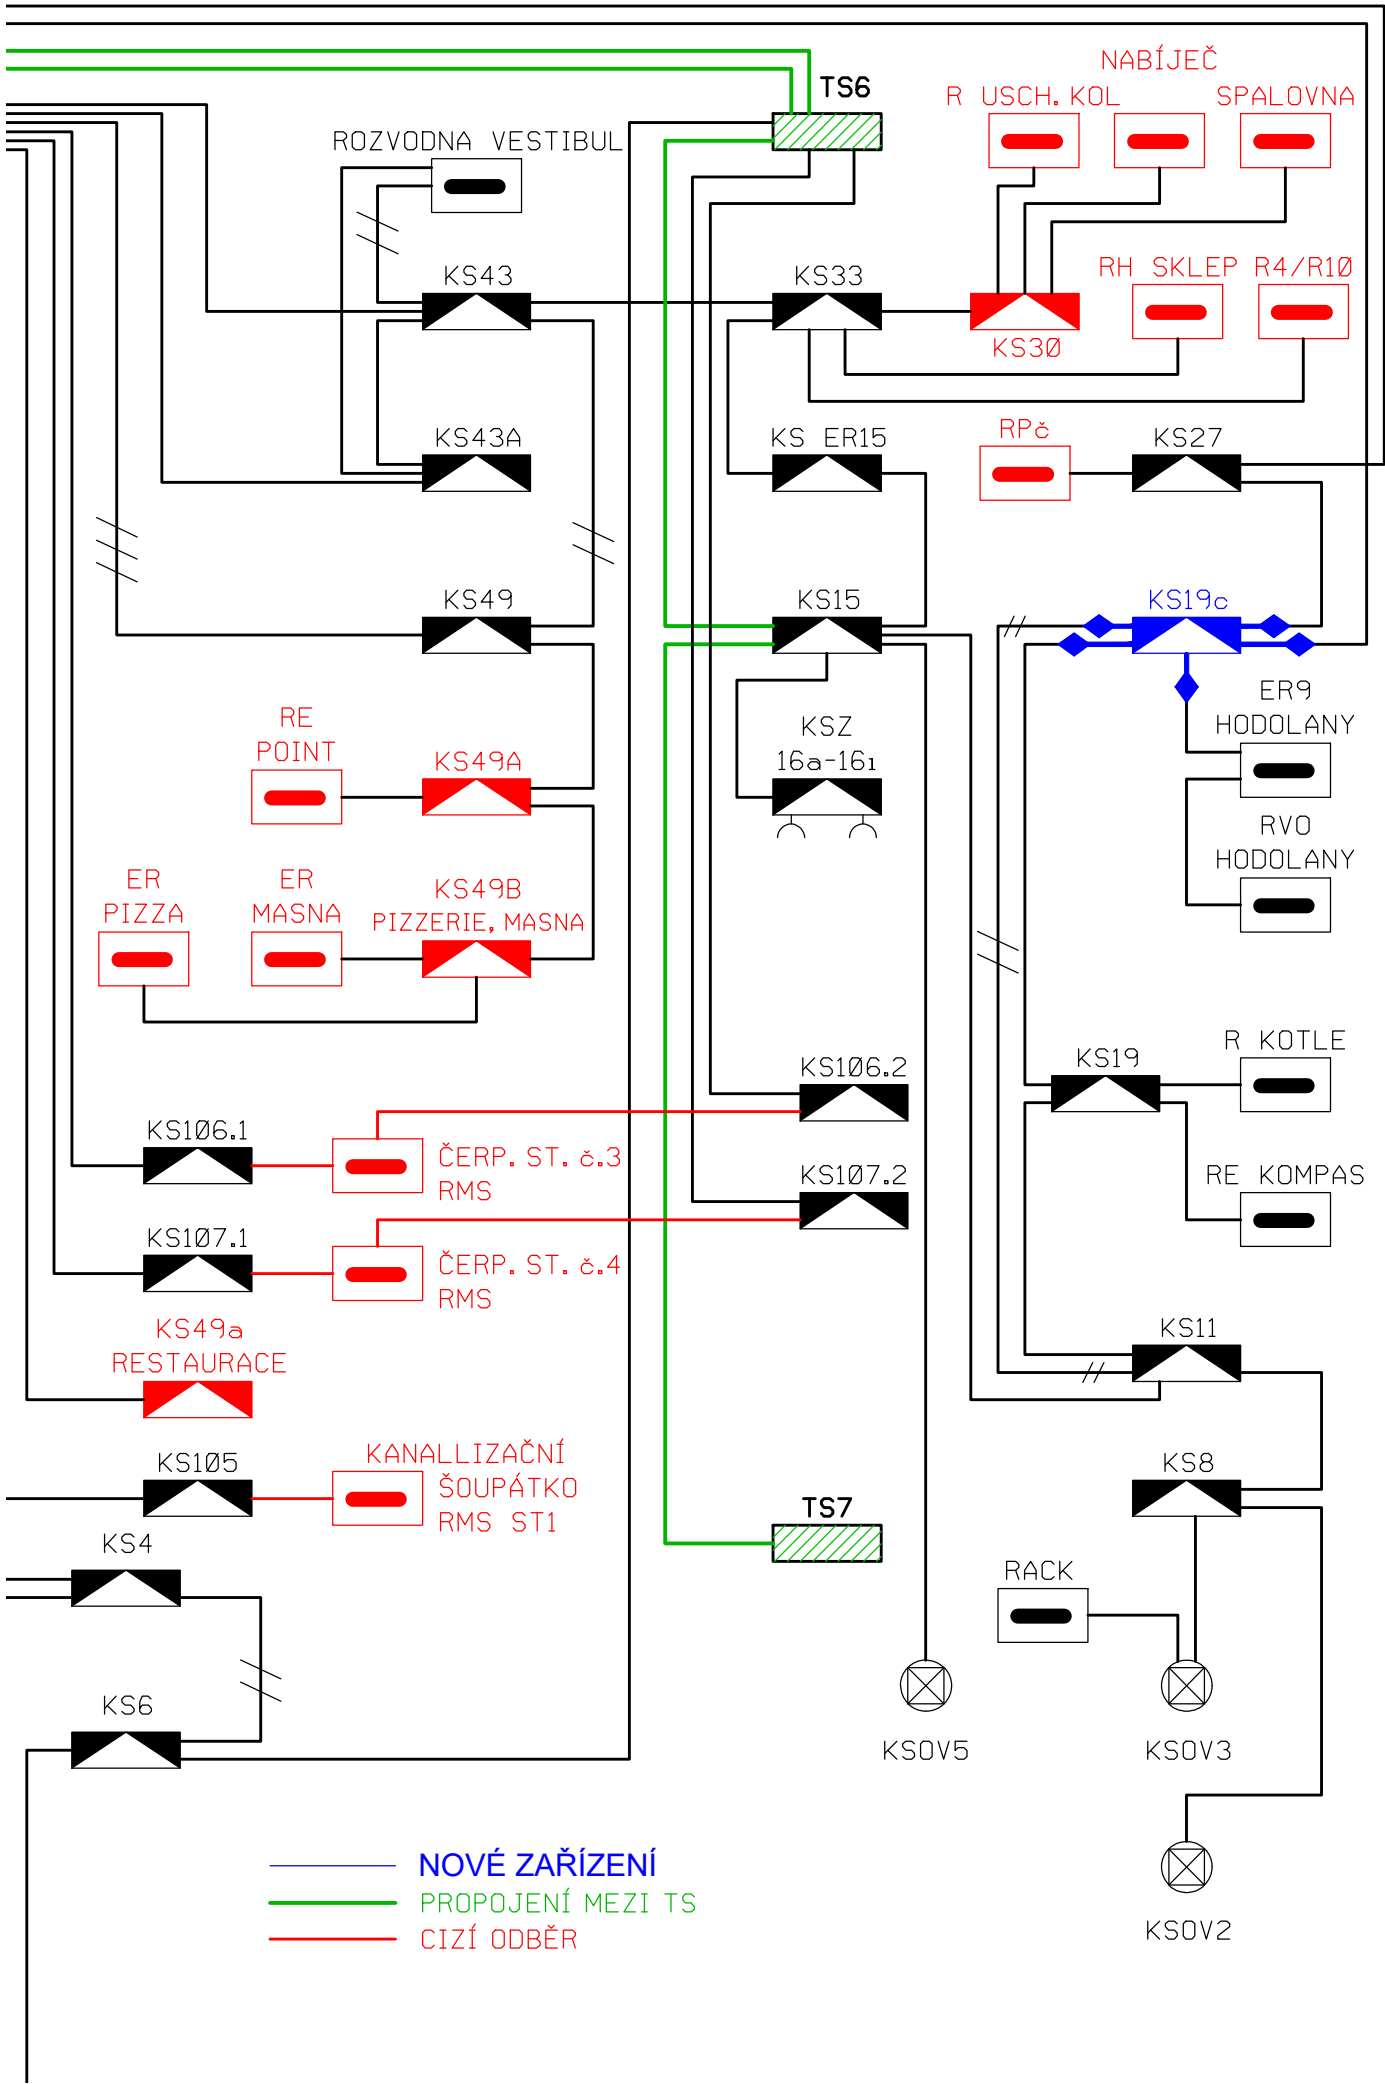 TS6
NABÍJEČ
R USCH. KOL
SPALOVNA
ROZVODNA VESTIBUL
KS43
KS33
RH SKLEP
R4/R10
KS30
KS43A
KS ER15
RPč
KS27
KS49
KS15
KS19c
ER9
HODOLANY
RE
POINT
KS49A
KSZ
16a-16i
RVO
HODOLANY
ER
PIZZA
ER
MASNA
KS49B
PIZZERIE, MASNA
R KOTLE
KS19
KS106.2
KS106.1
ČERP. ST. č.3
RMS
KS107.2
RE KOMPAS
KS107.1
ČERP. ST. č.4
RMS
KS49a
RESTAURACE
KS11
KS105
KANALLIZAČNÍ
ŠOUPÁTKO
RMS ST1
KS8
TS7
KS4
RACK
KS6
KSOV5
KSOV3
NOVÉ ZAŘÍZENÍ
PROPOJENÍ MEZI TS
CIZÍ ODBĚR
KSOV2